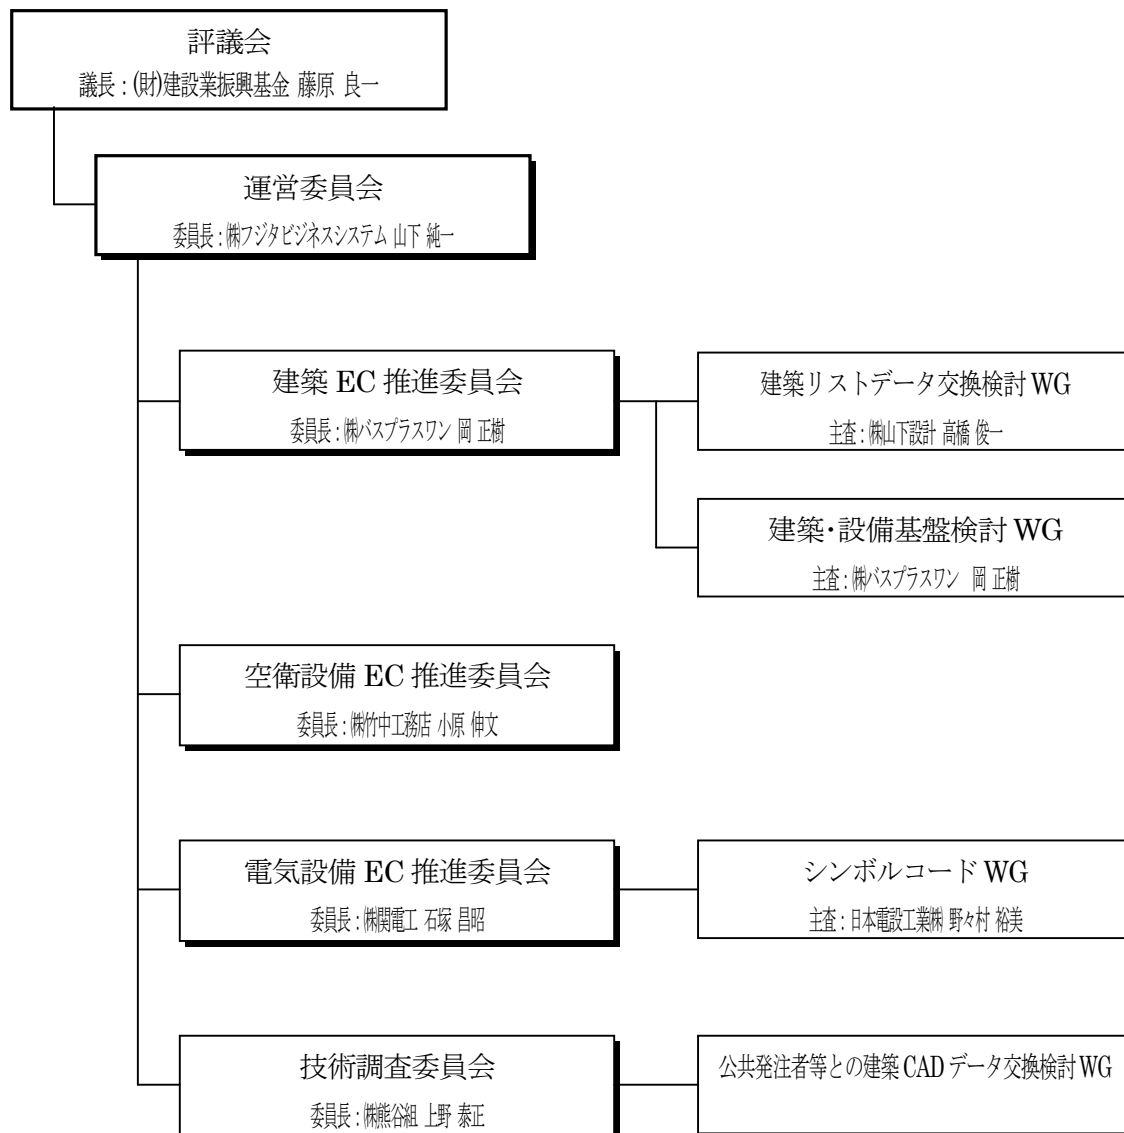 評議会
議長：(財)建設業振興基金 藤原 良一
運営委員会
委員長：㈱フジタビジネスシステム 山下 純一
建築 EC 推進委員会
委員長：㈱バスプラスワン 岡 正樹
建築リストデータ交換検討 WG
主査：㈱山下設計 高橋 俊一
建築･設備基盤検討 WG
主査：㈱バスプラスワン　岡 正樹
空衛設備 EC 推進委員会
委員長：㈱竹中工務店 小原 伸文
電気設備 EC 推進委員会
委員長：㈱関電工 石塚 昌昭
シンボルコード WG
主査：日本電設工業㈱ 野々村 裕美
技術調査委員会
委員長：㈱熊谷組 上野 泰正
公共発注者等との建築 CAD データ交換検討 WG